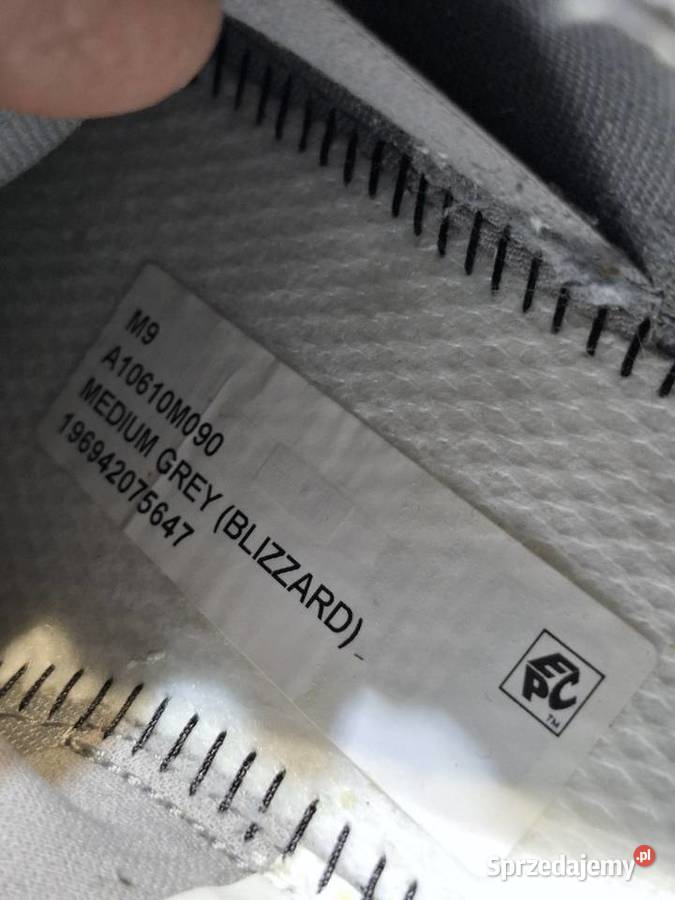 M9
A10610M090
MEDIUM GREY (BLIZZARD)
196942075647
EPC
TM
Sprzedajemy.pl